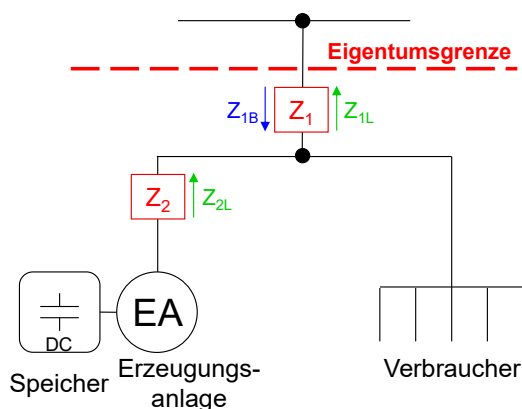 Eigentumsgrenze
Z1B
Z1
Z1L
Z2
Z2L
EA
DC
Speicher
Erzeugungs-
anlage
Verbraucher